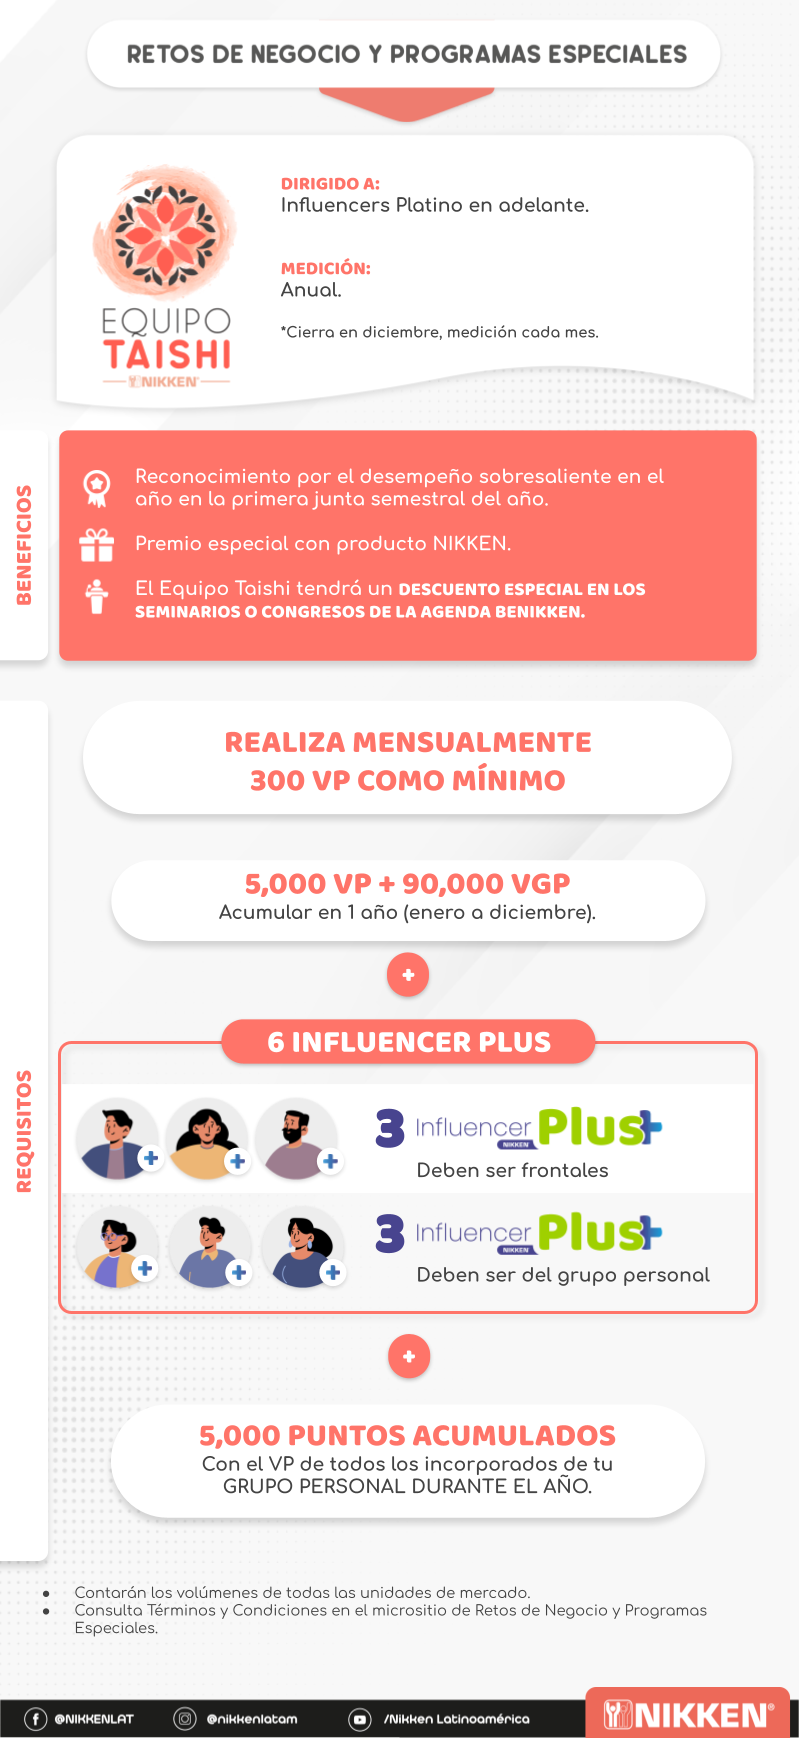 RETOS DE NEGOCIO Y PROGRAMAS ESPECIALES
EQUIPO
TAISHI
NIKKEN
DIRIGIDO A:
Influencers Platino en adelante.
MEDICIÓN:
Anual.
*Cierra en diciembre, medición cada mes.
BENEFICIOS
Reconocimiento por el desempeño sobresaliente en el
año en la primera junta semestral del año.
Premio especial con producto NIKKEN.
El Equipo Taishi tendrá un DESCUENTO ESPECIAL EN LOS
SEMINARIOS O CONGRESOS DE LA AGENDA BENIKKEN.
REQUISITOS
REALIZA MENSUALMENTE
300 VP COMO MÍNIMO
5,000 VP + 90,000 VGP
Acumular en 1 año (enero a diciembre).
+
6 INFLUENCER PLUS
3 Influencer Plus+
NIKKEN
Deben ser frontales
3 Influencer Plus+
NIKKEN
Deben ser del grupo personal
+
5,000 PUNTOS ACUMULADOS
Con el VP de todos los incorporados de tu
GRUPO PERSONAL DURANTE EL AÑO.
● Contarán los volúmenes de todas las unidades de mercado.
● Consulta Términos y Condiciones en el micrositio de Retos de Negocio y Programas
Especiales.
@NIKKENLAT @nikkenlatam /Nikken Latinoamérica NIKKEN®